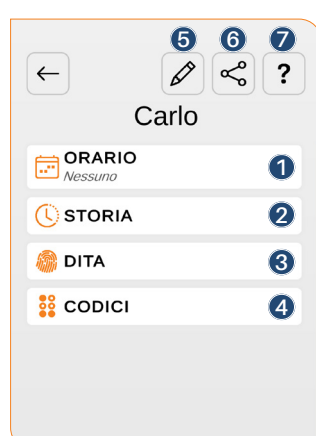 5 6 7
?
Carlo
ORARIO 1
Nessuno
STORIA 2
DITA 3
CODICI 4